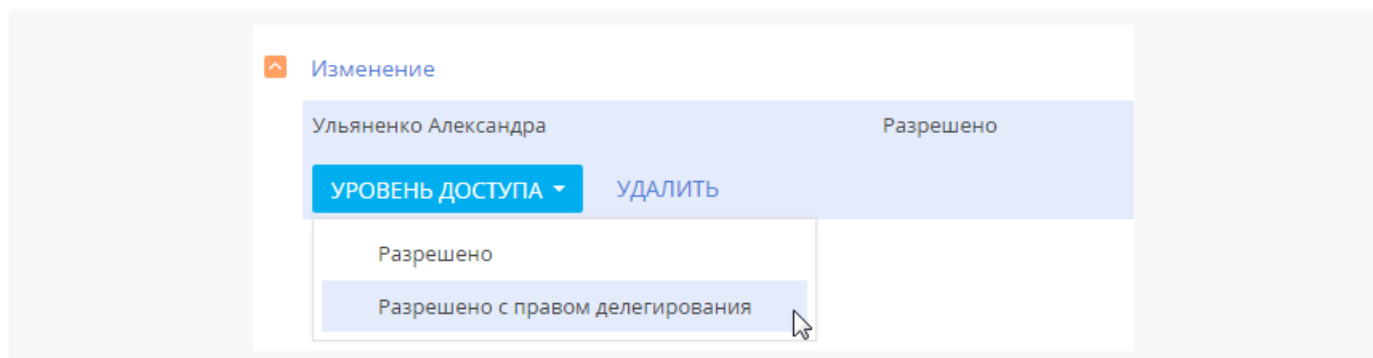 Изменение
Ульяненко Александра Разрешено
УРОВЕНЬ ДОСТУПА УДАЛИТЬ
Разрешено
Разрешено с правом делегирования